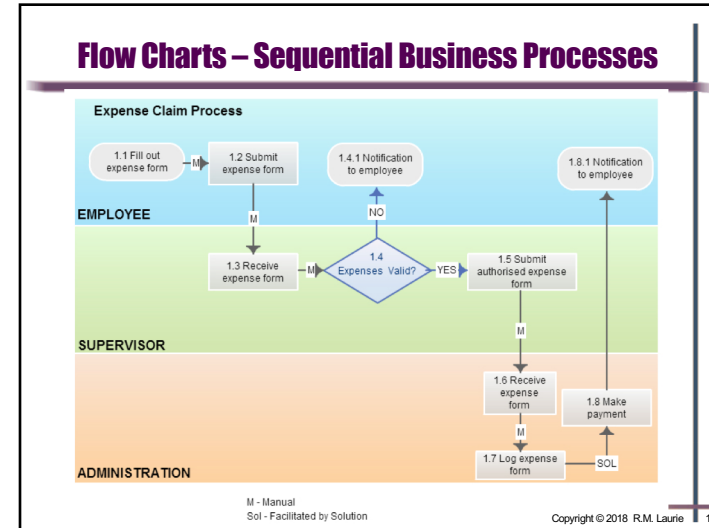 Flow Charts – Sequential Business Processes
Expense Claim Process
1.1 Fill out
expense form
M
1.2 Submit
expense form
1.4.1 Notification
to employee
1.8.1 Notification
to employee
NO
M
EMPLOYEE
1.3 Receive
expense form
M
1.4
Expenses Valid?
YES
1.5 Submit
authorised expense
form
M
SUPERVISOR
1.6 Receive
expense
form
1.8 Make
payment
M
1.7 Log expense
form
SOL
ADMINISTRATION
M - Manual
Sol - Facilitated by Solution
Copyright © 2018 R.M. Laurie 1